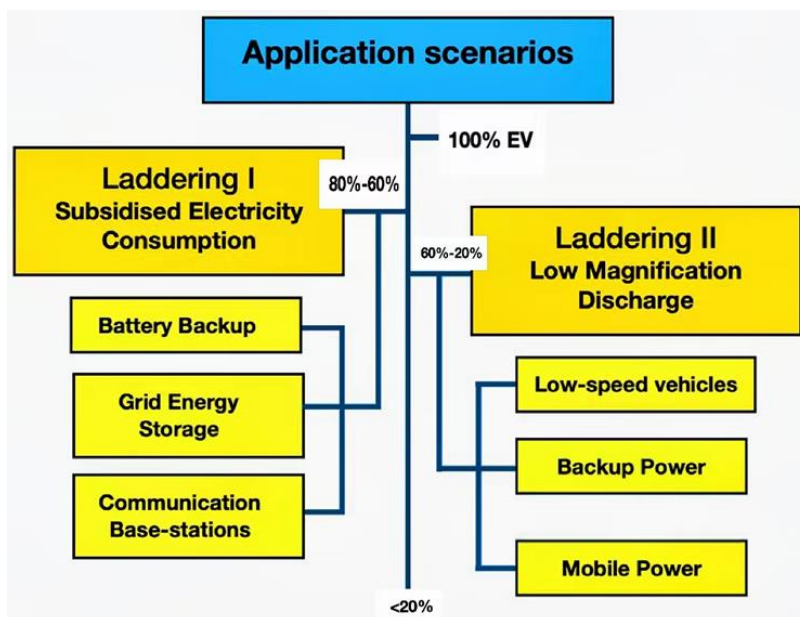 Application scenarios
100% EV
80%-60%
Laddering I
Subsidised Electricity
Consumption
60%-20%
Laddering II
Low Magnification
Discharge
Battery Backup
Grid Energy
Storage
Communication
Base-stations
Low-speed vehicles
Backup Power
Mobile Power
<20%